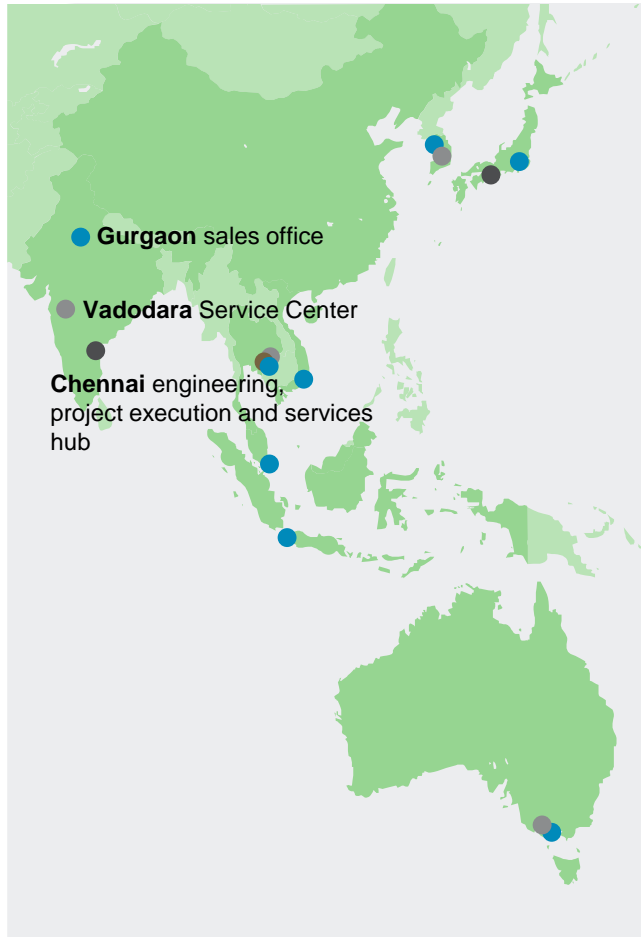 Gurgaon sales office
Vadodara Service Center
Chennai engineering,
project execution and services
hub